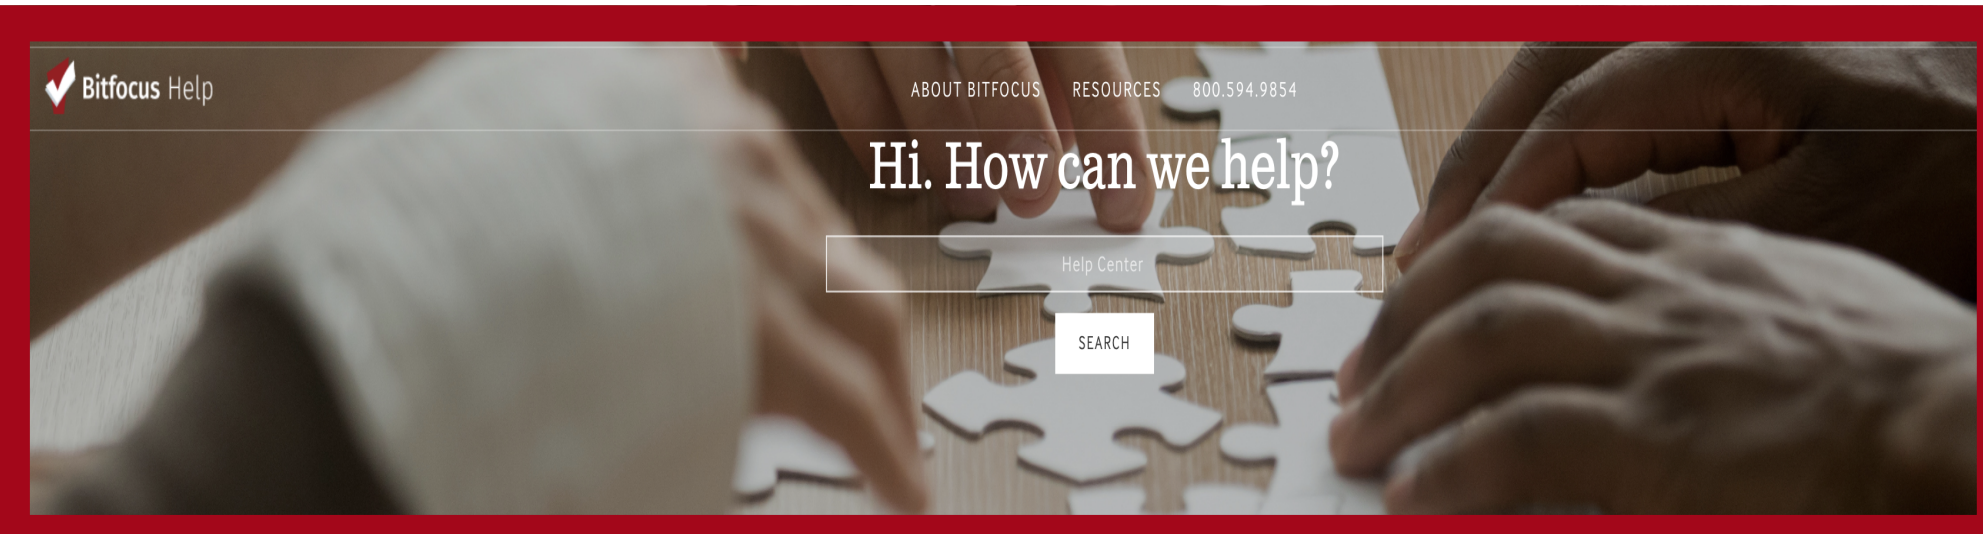 Bitfocus Help
ABOUT BITFOCUS RESOURCES 800.594.9854
Hi. How can we help?
Help Center
SEARCH